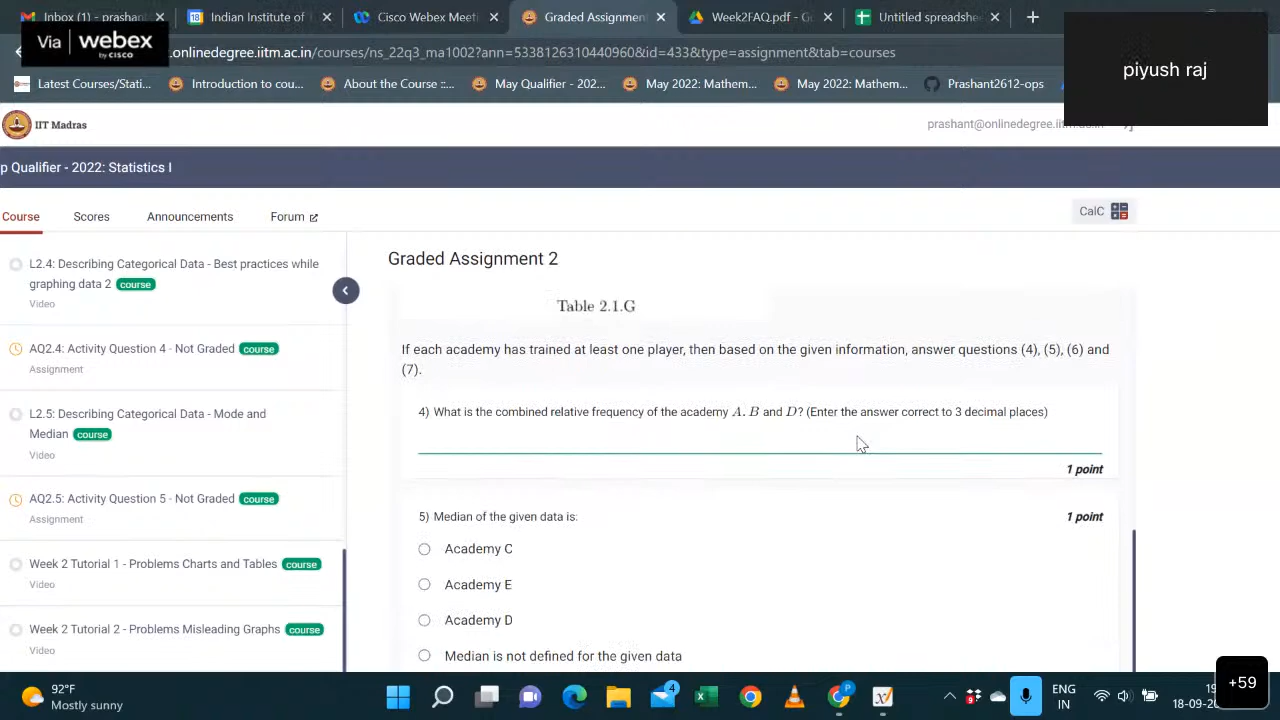 (1) - prashant
Indian Institute of
Cisco Webex Meeti
Graded Assignment
Week2FAQ.pdf - Go
Untitled spreadshe
Via webex
by CISCO
.onlinedegree.iitm.ac.in/courses/ns_22q3_ma1002?ann=5338126310440960&id=433&type=assignment&tab=courses
piyush raj
Latest Courses/Stati...
Introduction to cou...
About the Course ::...
May Qualifier - 202...
May 2022: Mathem...
May 2022: Mathem...
Prashant2612-ops
IIT Madras
prashant@onlinedegree.iitm.ac.in
p Qualifier - 2022: Statistics I
Course
Scores
Announcements
Forum
CalC
L2.4: Describing Categorical Data - Best practices while
graphing data 2 course
Video
AQ2.4: Activity Question 4 - Not Graded course
Assignment
L2.5: Describing Categorical Data - Mode and
Median course
Video
AQ2.5: Activity Question 5 - Not Graded course
Assignment
Week 2 Tutorial 1 - Problems Charts and Tables course
Video
Week 2 Tutorial 2 - Problems Misleading Graphs course
Video
Graded Assignment 2
Table 2.1.G
If each academy has trained at least one player, then based on the given information, answer questions (4), (5), (6) and
(7).
4) What is the combined relative frequency of the academy A, B and D? (Enter the answer correct to 3 decimal places)
1 point
5) Median of the given data is:
1 point
Academy C
Academy E
Academy D
Median is not defined for the given data
92°F
Mostly sunny
4
P
ENG
IN
18-09-20
+59